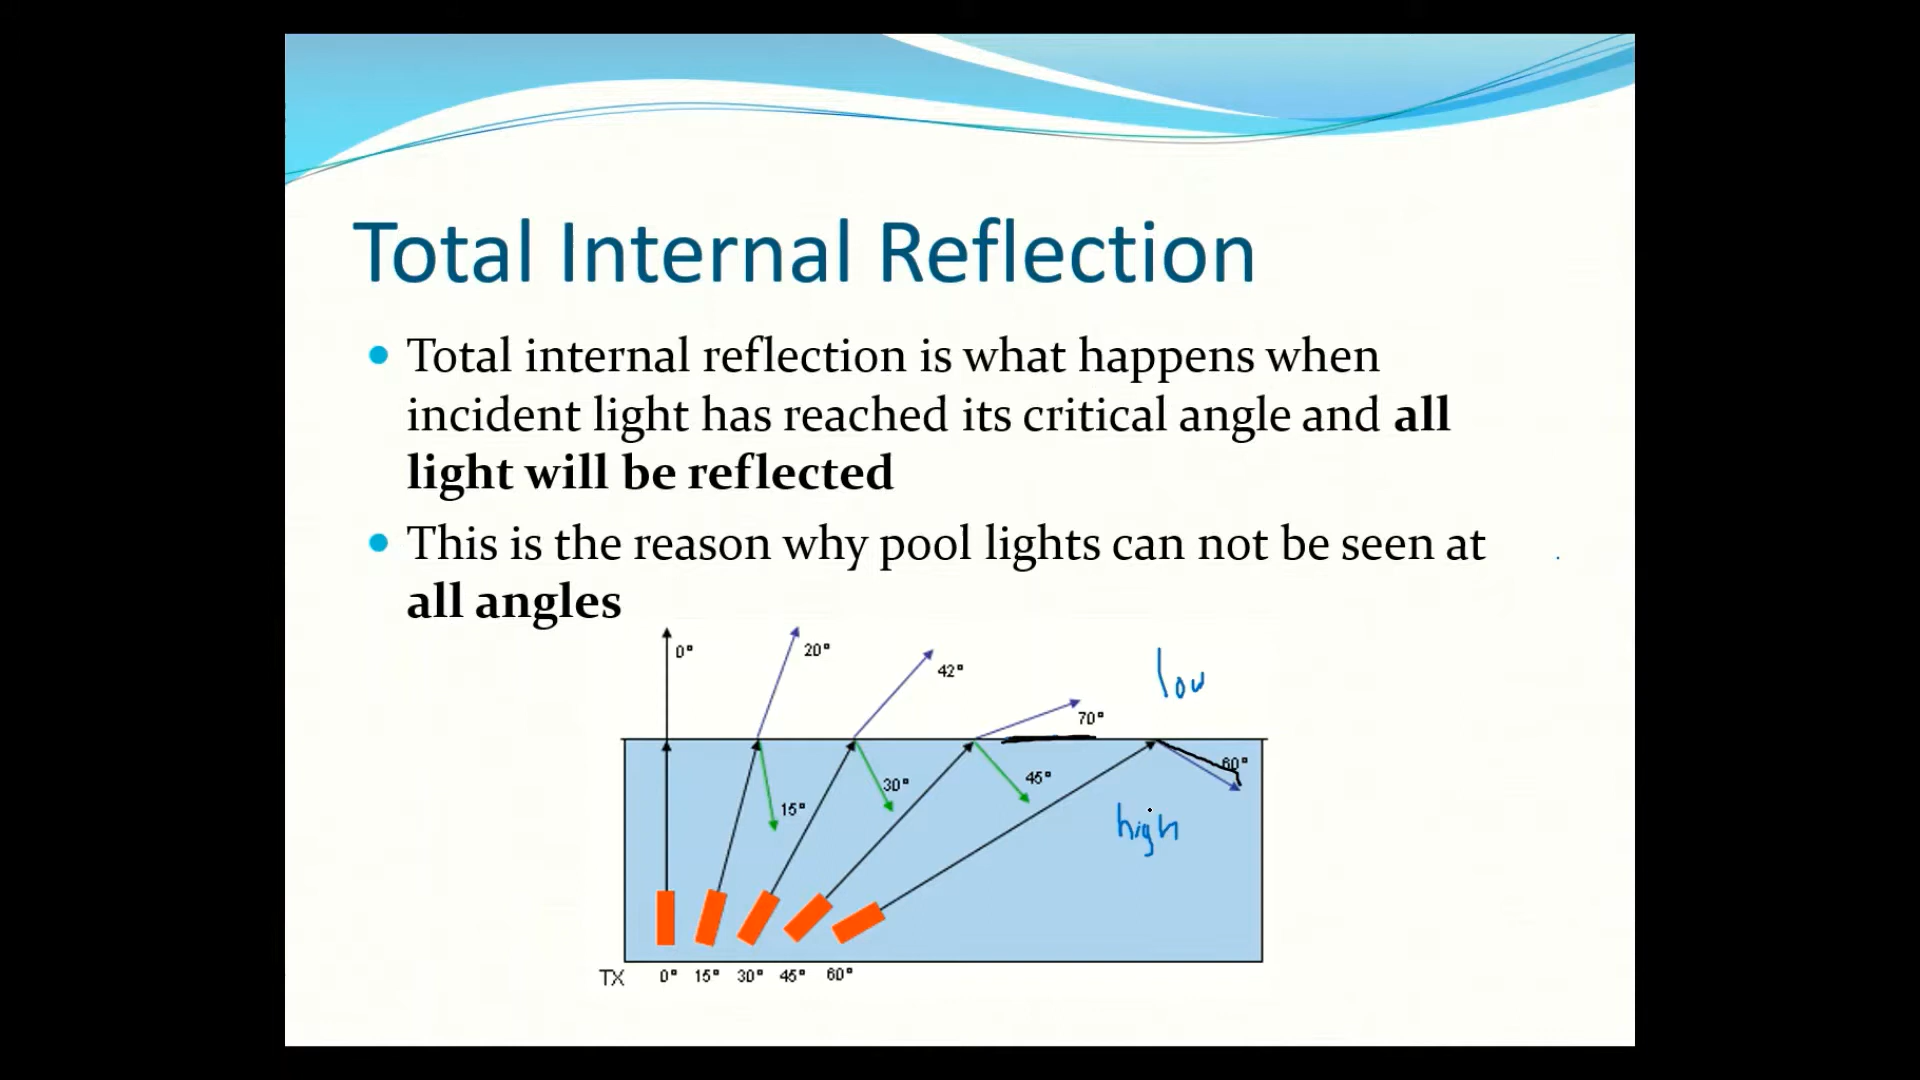 Total Internal Reflection
Total internal reflection is what happens when
incident light has reached its critical angle and all
light will be reflected
This is the reason why pool lights can not be seen at
all angles
0°
20°
42°
70°
low
15°
30°
45°
60°
high
TX 0° 15° 30° 45° 60°